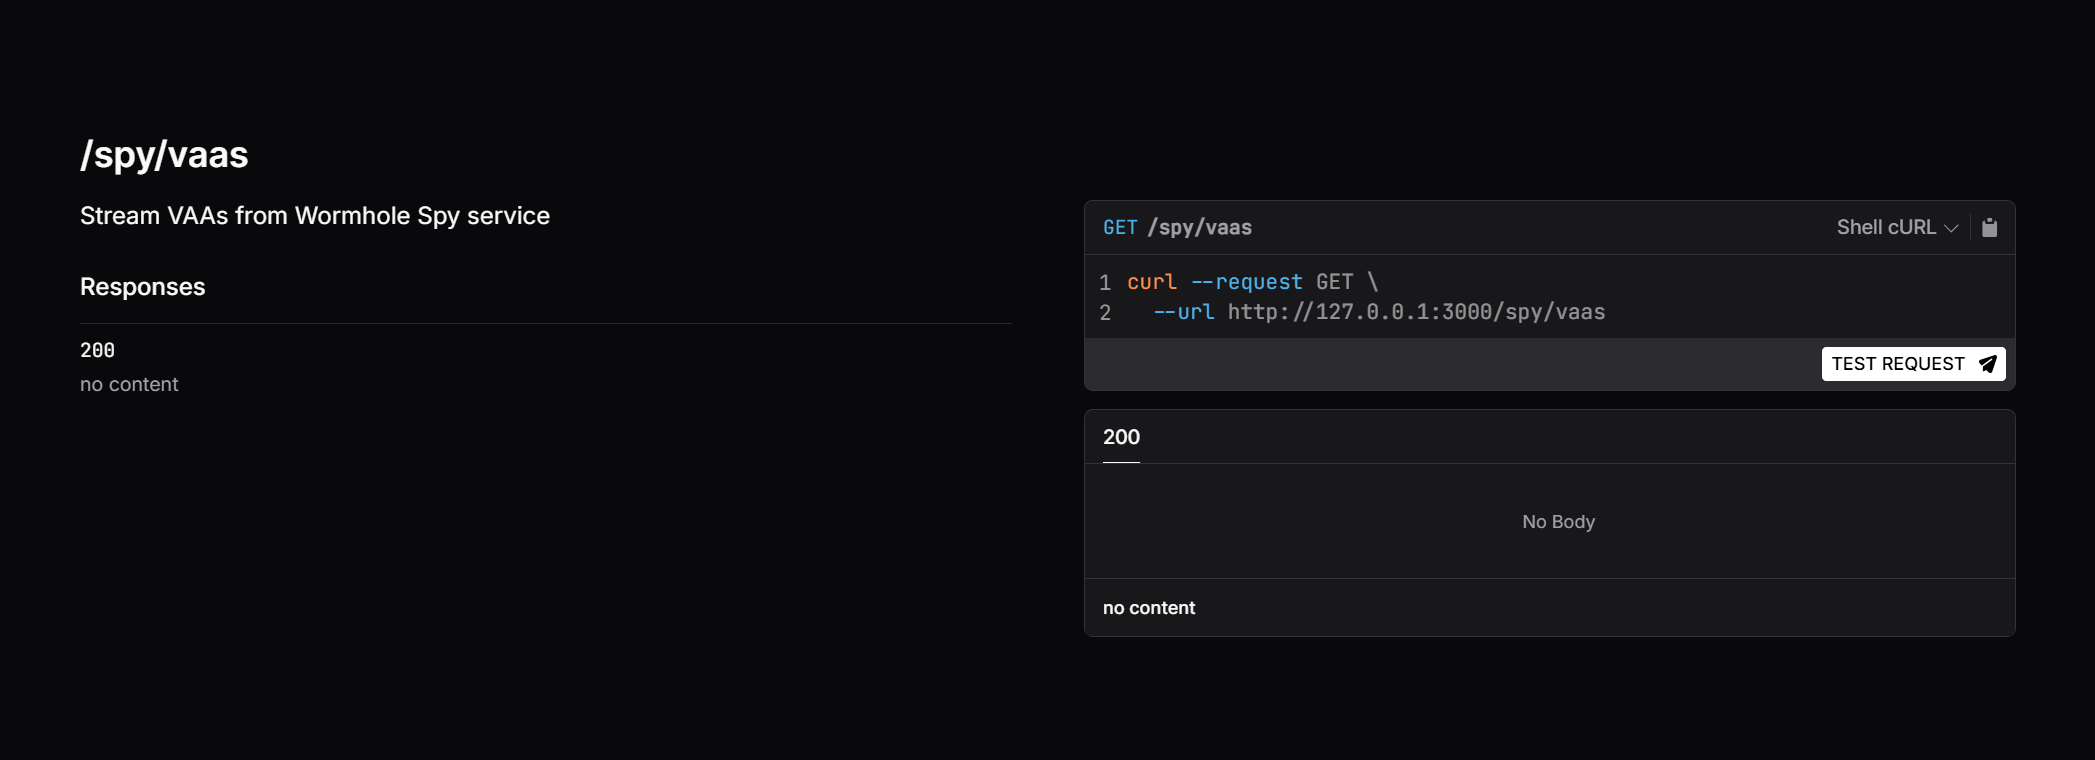 /spy/vaas
Stream VAAs from Wormhole Spy service
Responses
200
no content
GET /spy/vaas
Shell cURL
1 curl --request GET \
2   --url http://127.0.0.1:3000/spy/vaas
TEST REQUEST
200
No Body
no content